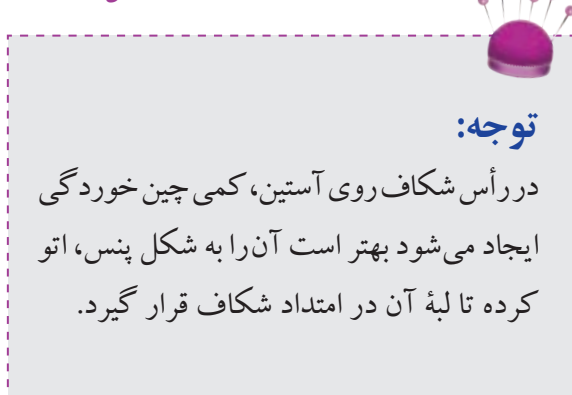 توجه:
در رأس شکاف روی آستین، کمی چین خوردگی
ایجاد می‌شود بهتر است آن را به شکل پنس، اتو
کرده تا لبهٔ آن در امتداد شکاف قرار گیرد.